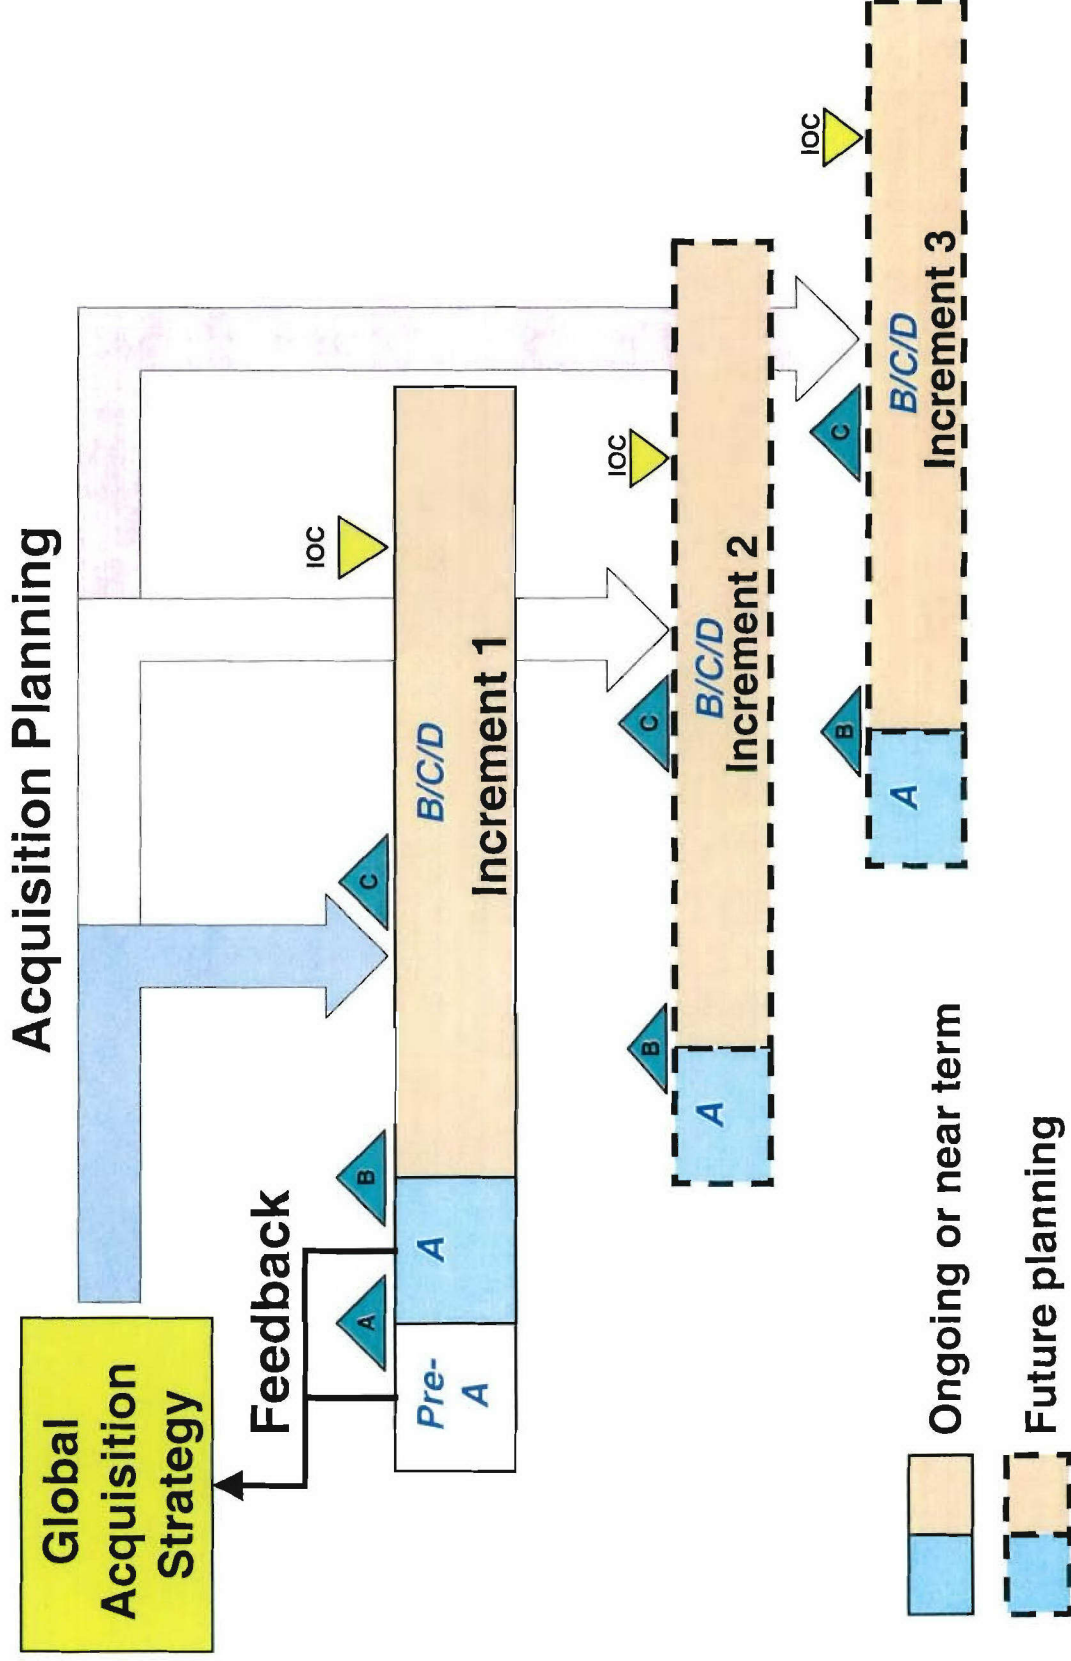 Acquisition Planning
Global
Acquisition
Strategy
Feedback
IOC
A
B
C
Pre-
A
A
B/C/D
Increment 1
IOC
B
C
A
B/C/D
Increment 2
IOC
B
C
A
B/C/D
Increment 3
Ongoing or near term
Future planning